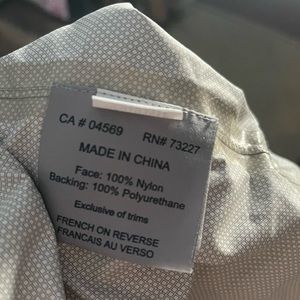 CA # 04569 RN# 73227
MADE IN CHINA
Face: 100% Nylon
Backing: 100% Polyurethane
Exclusive of trims
FRENCH ON REVERSE
FRANCAIS AU VERSO